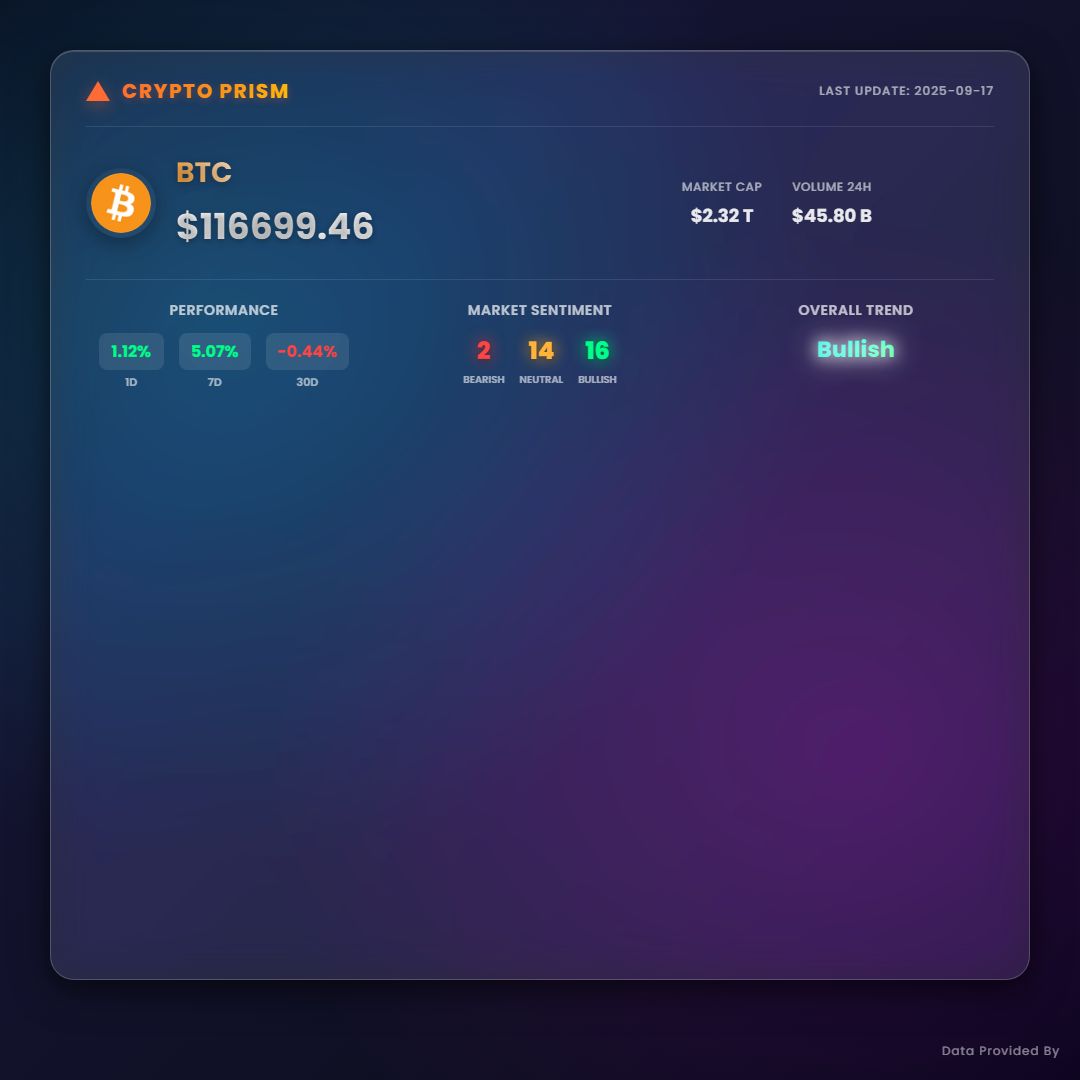 CRYPTO PRISM
LAST UPDATE: 2025-09-17
BTC
$116699.46
MARKET CAP VOLUME 24H
$2.32 T $45.80 B
PERFORMANCE MARKET SENTIMENT OVERALL TREND
1.12% 5.07% -0.44% 2 14 16 Bullish
1D 7D 30D BEARISH NEUTRAL BULLISH
Data Provided By